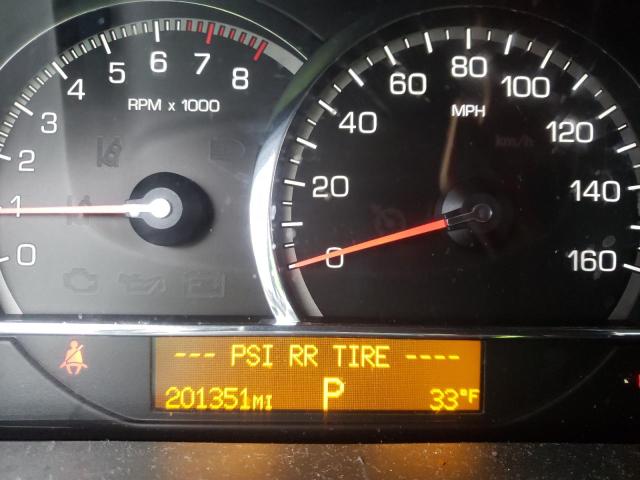 0 1 2 3 4 5 6 7 8
RPM x 1000
0 20 40 60 80 100 120 140 160
MPH
km/h
--- PSI RR TIRE ----
201351MI P 33°F